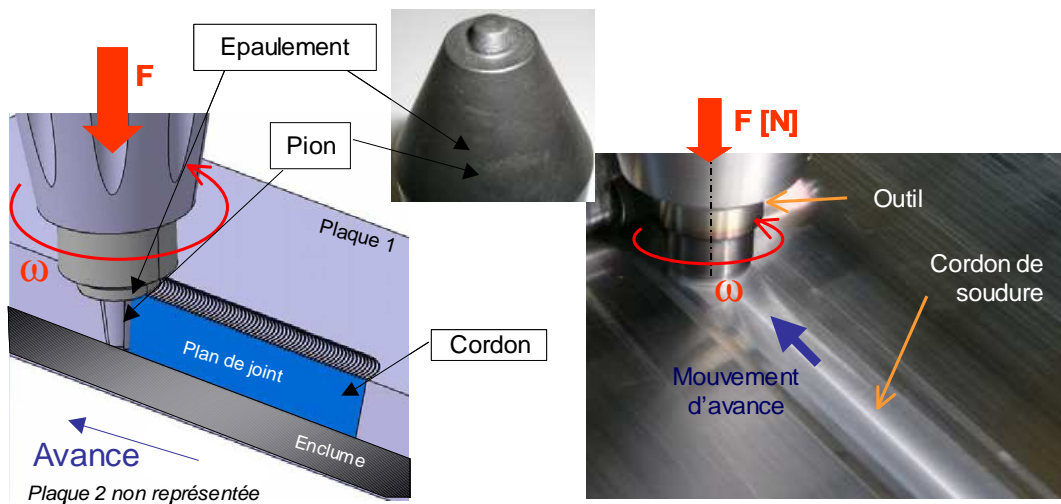 Epaulement
F
Pion
Plaque 1
ω
Plan de joint
Cordon
Enclume
Avance
Plaque 2 non représentée
F [N]
Outil
ω
Cordon de
soudure
Mouvement
d'avance